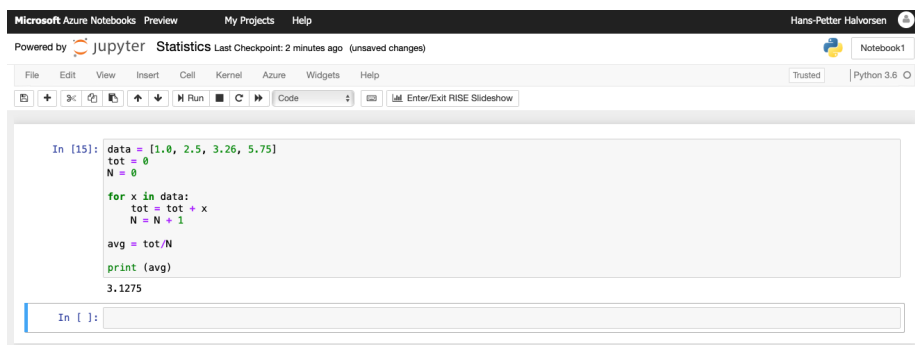 Microsoft Azure Notebooks Preview My Projects Help Hans-Petter Halvorsen
Powered by jupyter Statistics Last Checkpoint: 2 minutes ago (unsaved changes) Notebook1
File Edit View Insert Cell Kernel Azure Widgets Help Trusted Python 3.6
Run Code Enter/Exit RISE Slideshow
In [15]: data = [1.0, 2.5, 3.26, 5.75]
tot = 0
N = 0
for x in data:
    tot = tot + x
    N = N + 1
avg = tot/N
print (avg)
3.1275
In [ ]: